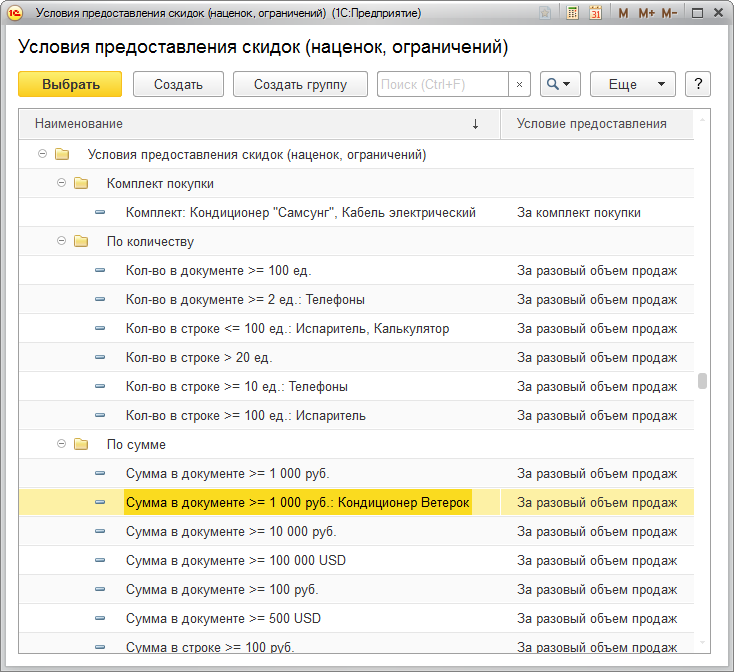 Условия предоставления скидок (наценок, ограничений) (1С:Предприятие)
M M+ M-
Условия предоставления скидок (наценок, ограничений)
Выбрать Создать Создать группу Поиск (Ctrl+F) × Еще ?
Наименование ↓ Условие предоставления
Условия предоставления скидок (наценок, ограничений)
Комплект покупки
Комплект: Кондиционер "Самсунг", Кабель электрический За комплект покупки
По количеству
Кол-во в документе >= 100 ед. За разовый объем продаж
Кол-во в документе >= 2 ед.: Телефоны За разовый объем продаж
Кол-во в строке <= 100 ед.: Испаритель, Калькулятор За разовый объем продаж
Кол-во в строке > 20 ед. За разовый объем продаж
Кол-во в строке >= 10 ед.: Телефоны За разовый объем продаж
Кол-во в строке >= 100 ед.: Испаритель За разовый объем продаж
По сумме
Сумма в документе >= 1 000 руб. За разовый объем продаж
Сумма в документе >= 1 000 руб.: Кондиционер Ветерок За разовый объем продаж
Сумма в документе >= 10 000 руб. За разовый объем продаж
Сумма в документе >= 100 000 USD За разовый объем продаж
Сумма в документе >= 100 руб. За разовый объем продаж
Сумма в документе >= 500 USD За разовый объем продаж
Сумма в строке >= 100 руб. За разовый объем продаж